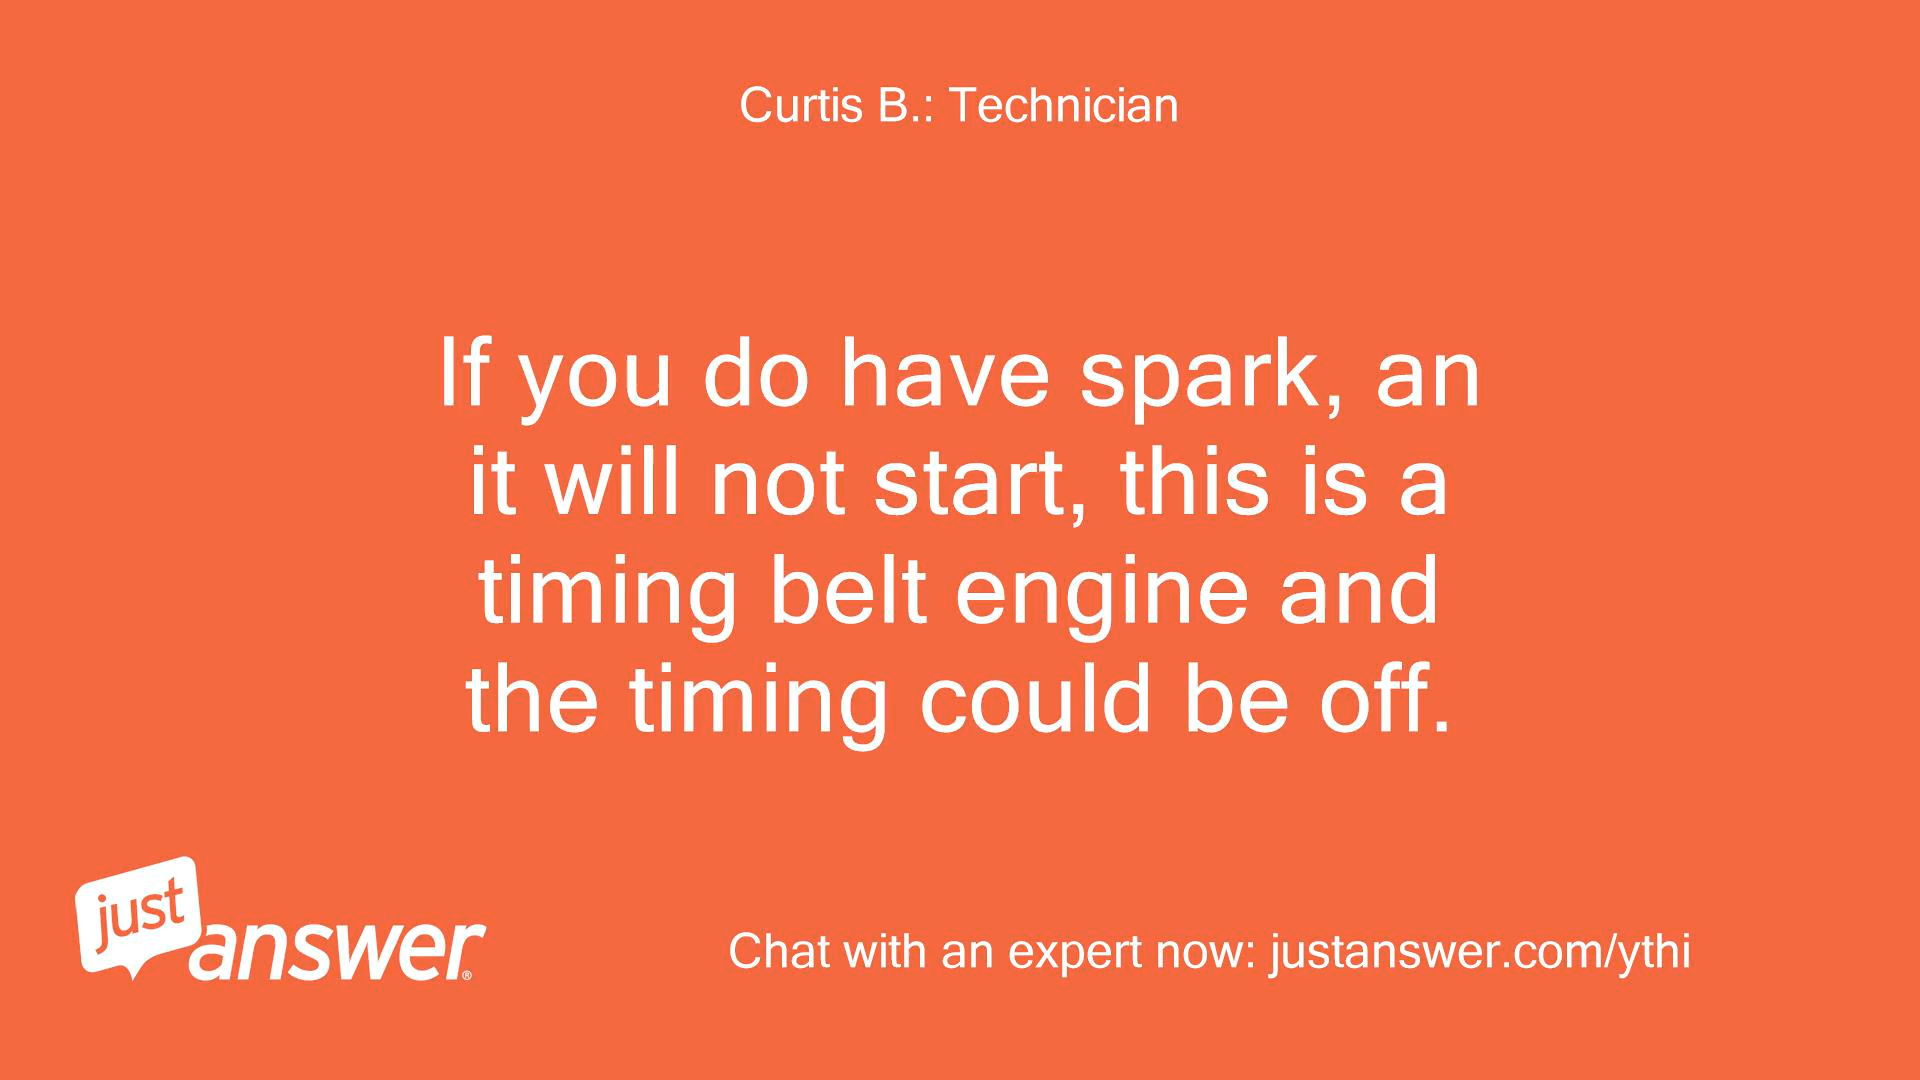 Curtis B.: Technician
If you do have spark, an
it will not start, this is a
timing belt engine and
the timing could be off.
just
answer®
Chat with an expert now: justanswer.com/ythi